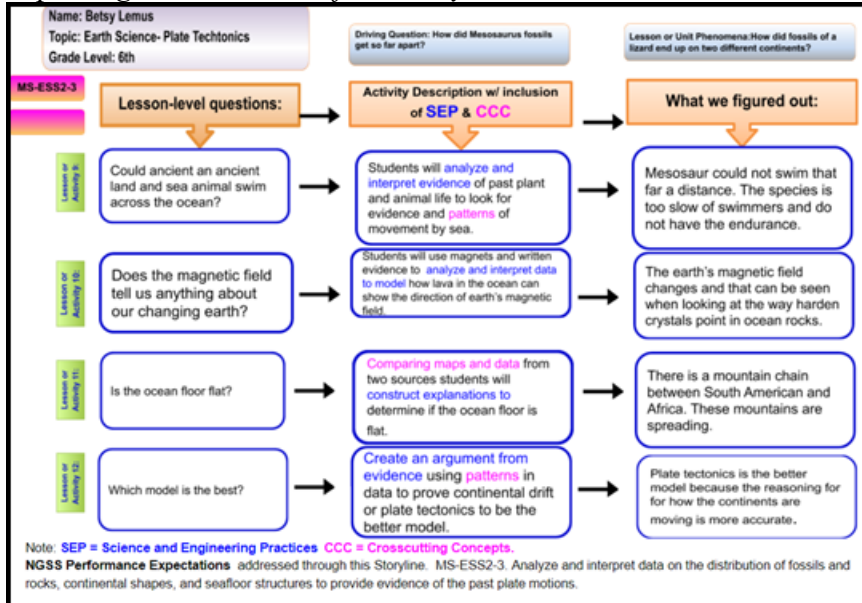 Name: Betsy Lemus
Topic: Earth Science- Plate Techtonics
Grade Level: 6th
Driving Question: How did Mesosaurus fossils
get so far apart?
Lesson or Unit Phenomena:How did fossils of a
lizard end up on two different continents?
MS-ESS2-3
Lesson-level questions:
Activity Description w/ inclusion
of SEP & CCC
What we figured out:
Lesson or
Activity 9:
Could ancient an ancient
land and sea animal swim
across the ocean?
Students will analyze and
interpret evidence of past plant
and animal life to look for
evidence and patterns of
movement by sea.
Mesosaur could not swim that
far a distance. The species is
too slow of swimmers and do
not have the endurance.
Lesson or
Activity 10:
Does the magnetic field
tell us anything about
our changing earth?
Students will use magnets and written
evidence to analyze and interpret data
to model how lava in the ocean can
show the direction of earth's magnetic
field.
The earth's magnetic field
changes and that can be seen
when looking at the way harden
crystals point in ocean rocks.
Lesson or
Activity 11:
Is the ocean floor flat?
Comparing maps and data from
two sources students will
construct explanations to
determine if the ocean floor is
flat.
There is a mountain chain
between South American and
Africa. These mountains are
spreading.
Lesson or
Activity 12:
Which model is the best?
Create an argument from
evidence using patterns in
data to prove continental drift
or plate tectonics to be the
better model.
Plate tectonics is the better
model because the reasoning for
for how the continents are
moving is more accurate.
Note: SEP = Science and Engineering Practices CCC = Crosscutting Concepts.
NGSS Performance Expectations addressed through this Storyline. MS-ESS2-3. Analyze and interpret data on the distribution of fossils and
rocks, continental shapes, and seafloor structures to provide evidence of the past plate motions.